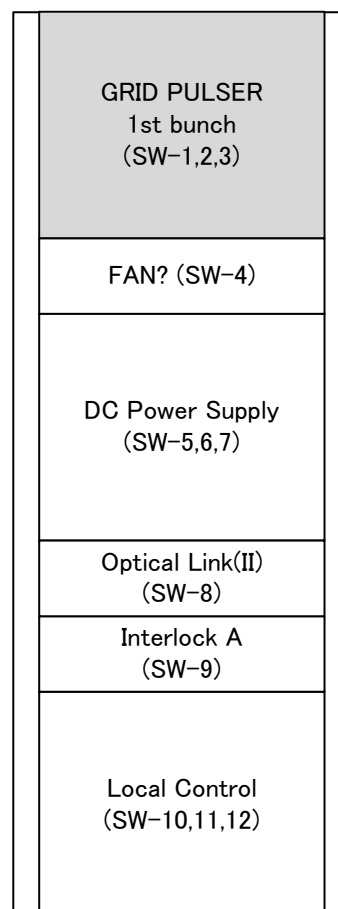 GRID PULSER
1st bunch
(SW-1,2,3)
FAN? (SW-4)
DC Power Supply
(SW-5,6,7)
Optical Link(II)
(SW-8)
Interlock A
(SW-9)
Local Control
(SW-10,11,12)